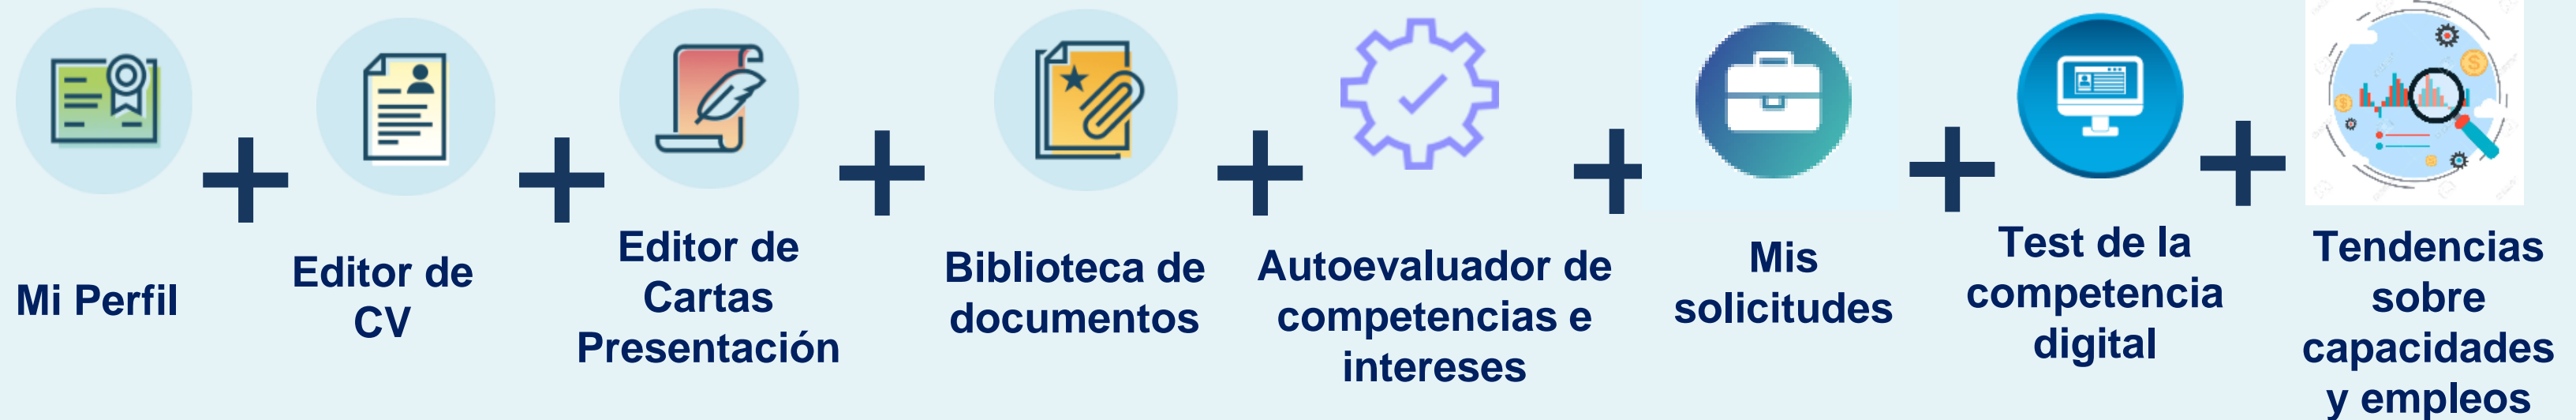 Mi Perfil
Editor de
CV
Editor de
Cartas
Presentación
Biblioteca de
documentos
Autoevaluador de
competencias e
intereses
Mis
solicitudes
Test de la
competencia
digital
Tendencias
sobre
capacidades
y empleos